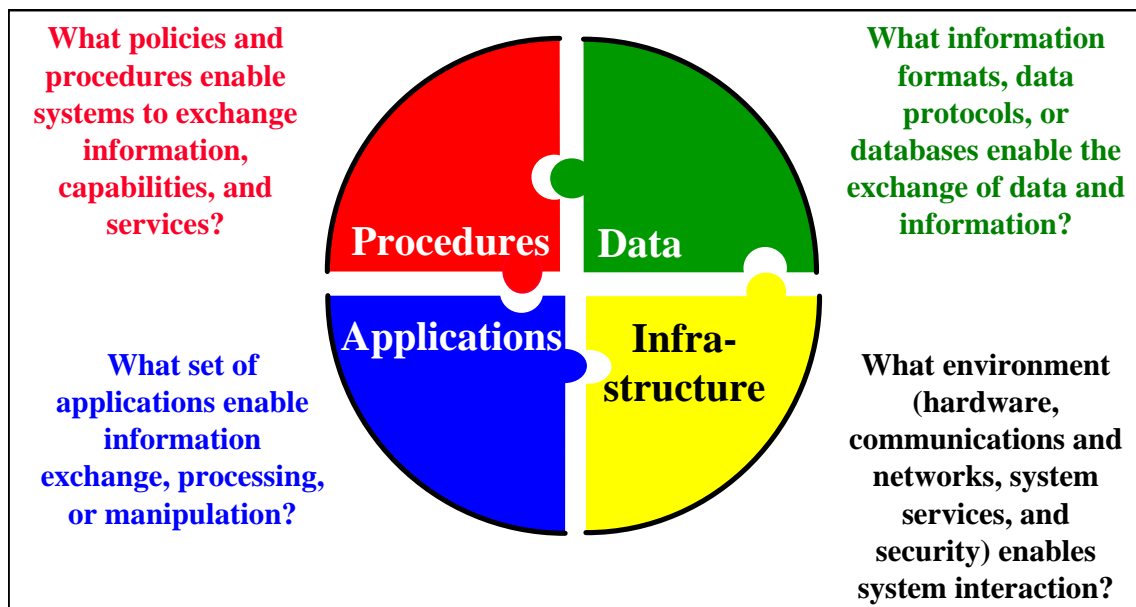 What policies and
procedures enable
systems to exchange
information,
capabilities, and
services?
What information
formats, data
protocols, or
databases enable the
exchange of data and
information?
Procedures
Data
Applications
Infra-
structure
What set of
applications enable
information
exchange, processing,
or manipulation?
What environment
(hardware,
communications and
networks, system
services, and
security) enables
system interaction?